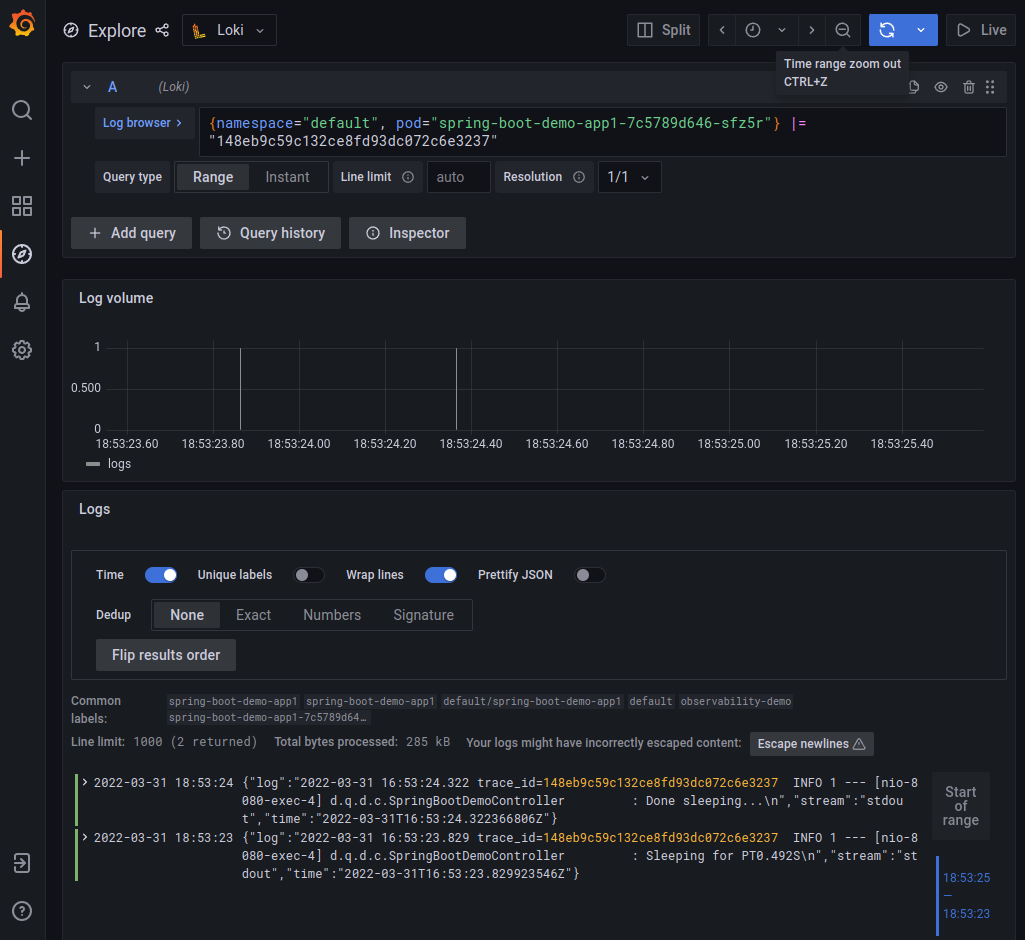 Explore
Loki
Split
Live
Time range zoom out
CTRL+Z
A
(Loki)
Log browser
{namespace="default", pod="spring-boot-demo-app1-7c5789d646-sfz5r"} |=
"148eb9c59c132ce8fd93dc072c6e3237"
Query type
Range
Instant
Line limit
auto
Resolution
1/1
Add query
Query history
Inspector
Log volume
1
0.500
0
18:53:23.60
18:53:23.80
18:53:24.00
18:53:24.20
18:53:24.40
18:53:24.60
18:53:24.80
18:53:25.00
18:53:25.20
18:53:25.40
logs
Logs
Time
Unique labels
Wrap lines
Prettify JSON
Dedup
None
Exact
Numbers
Signature
Flip results order
Common
labels:
spring-boot-demo-app1 spring-boot-demo-app1 default/spring-boot-demo-app1 default observability-demo
spring-boot-demo-app1-7c5789d64…
Line limit: 1000 (2 returned)
Total bytes processed: 285 kB
Your logs might have incorrectly escaped content:
Escape newlines
2022-03-31 18:53:24 {"log":"2022-03-31 16:53:24.322 trace_id=148eb9c59c132ce8fd93dc072c6e3237 INFO 1 --- [nio-8
080-exec-4] d.q.d.c.SpringBootDemoController : Done sleeping...\n","stream":"stdou
t","time":"2022-03-31T16:53:24.322366806Z"}
2022-03-31 18:53:23 {"log":"2022-03-31 16:53:23.829 trace_id=148eb9c59c132ce8fd93dc072c6e3237 INFO 1 --- [nio-8
080-exec-4] d.q.d.c.SpringBootDemoController : Sleeping for PT0.492S\n","stream":"st
dout","time":"2022-03-31T16:53:23.829923546Z"}
Start
of
range
18:53:25
—
18:53:23